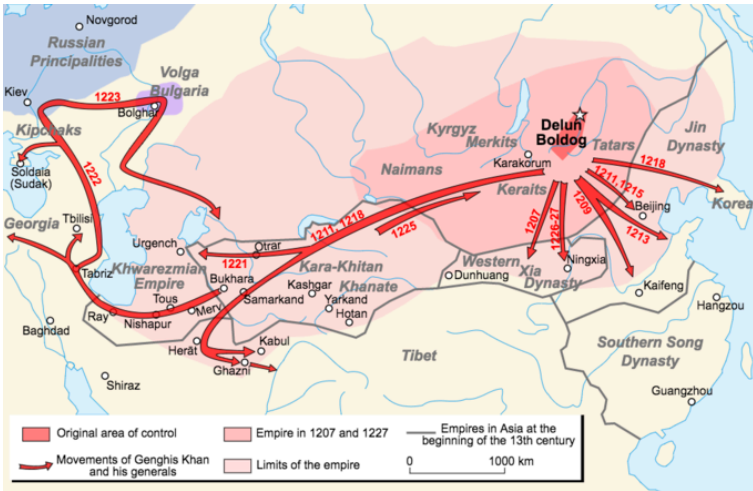 Novgorod
Russian
Principalities
Volga
Bulgaria
Kiev
1223
Bolghar
Kipchaks
Soldaïa
(Sudak)
1222
Georgia
Tbilisi
Tabriz
Urgench
Khwarezmian
Empire
Otrar
1221
Bukhara
Samarkand
Tous
Merv
Ray
Nishapur
Baghdad
Herât
Kabul
Ghazni
Shiraz
Kara-Khitan
Khanate
Kashgar
Yarkand
Hotan
1211, 1218
1225
Kyrgyz
Merkits
Naimans
Karakorum
Keraits
Delun
Boldog
Tatars
Jin
Dynasty
1218
1211,1215
Korea
Beijing
1207
1226-27
1209
1213
Western
Xia
Dynasty
Dunhuang
Ningxia
Kaifeng
Hangzou
Tibet
Southern Song
Dynasty
Guangzhou
Original area of control
Empire in 1207 and 1227
Empires in Asia at the
beginning of the 13th century
Movements of Genghis Khan
and his generals
Limits of the empire
0
1000 km